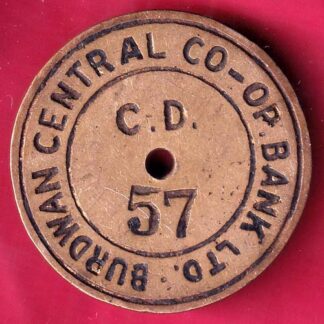 BURDWAN CENTRAL CO-OP. BANK LTD.
C.D.
57